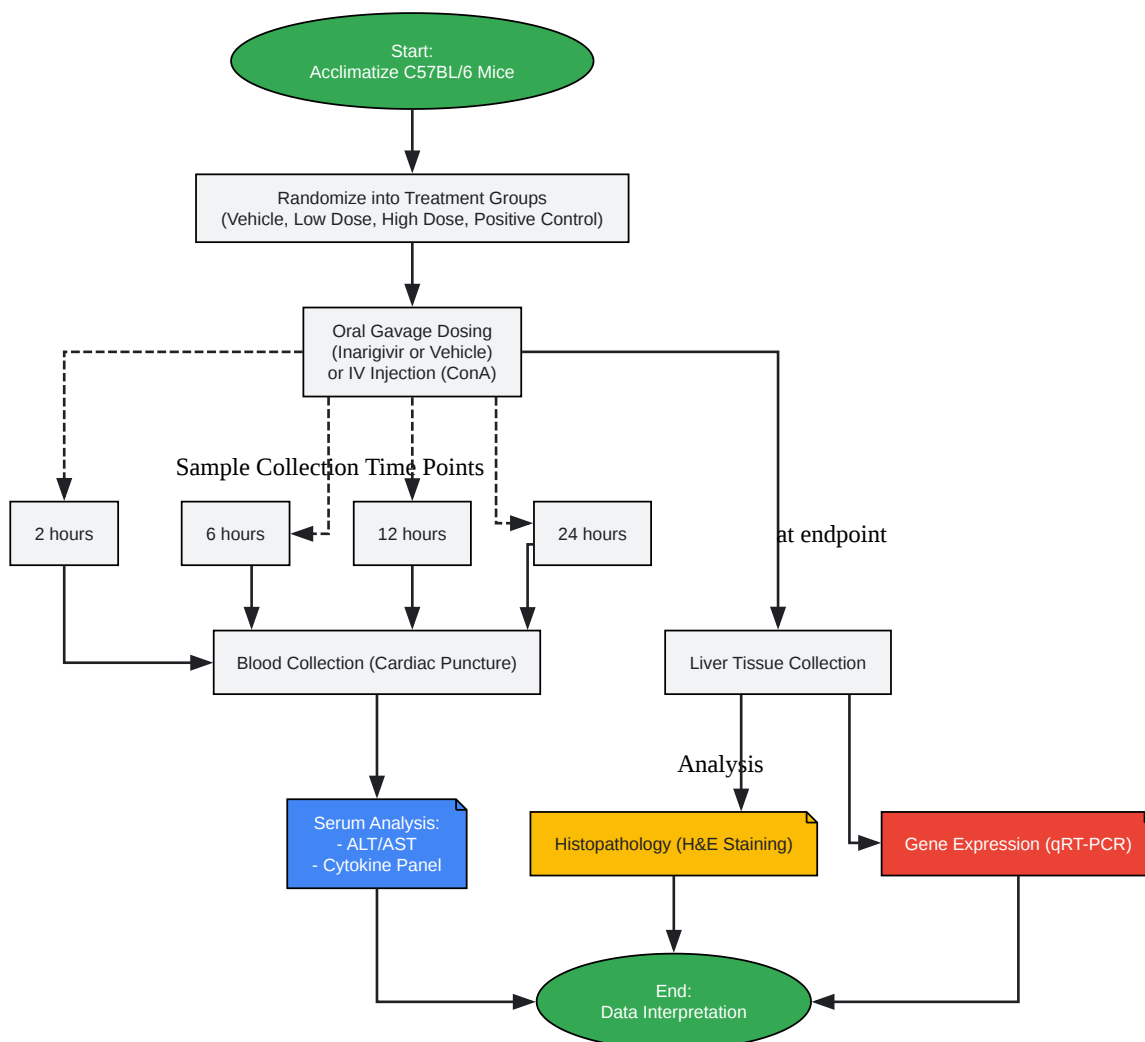 Start:
Acclimatize C57BL/6 Mice
Randomize into Treatment Groups
(Vehicle, Low Dose, High Dose, Positive Control)
Oral Gavage Dosing
(Inarigivir or Vehicle)
or IV Injection (ConA)
Sample Collection Time Points
2 hours
6 hours
12 hours
24 hours
at endpoint
Blood Collection (Cardiac Puncture)
Liver Tissue Collection
Analysis
Serum Analysis:
- ALT/AST
- Cytokine Panel
Histopathology (H&E Staining)
Gene Expression (qRT-PCR)
End:
Data Interpretation